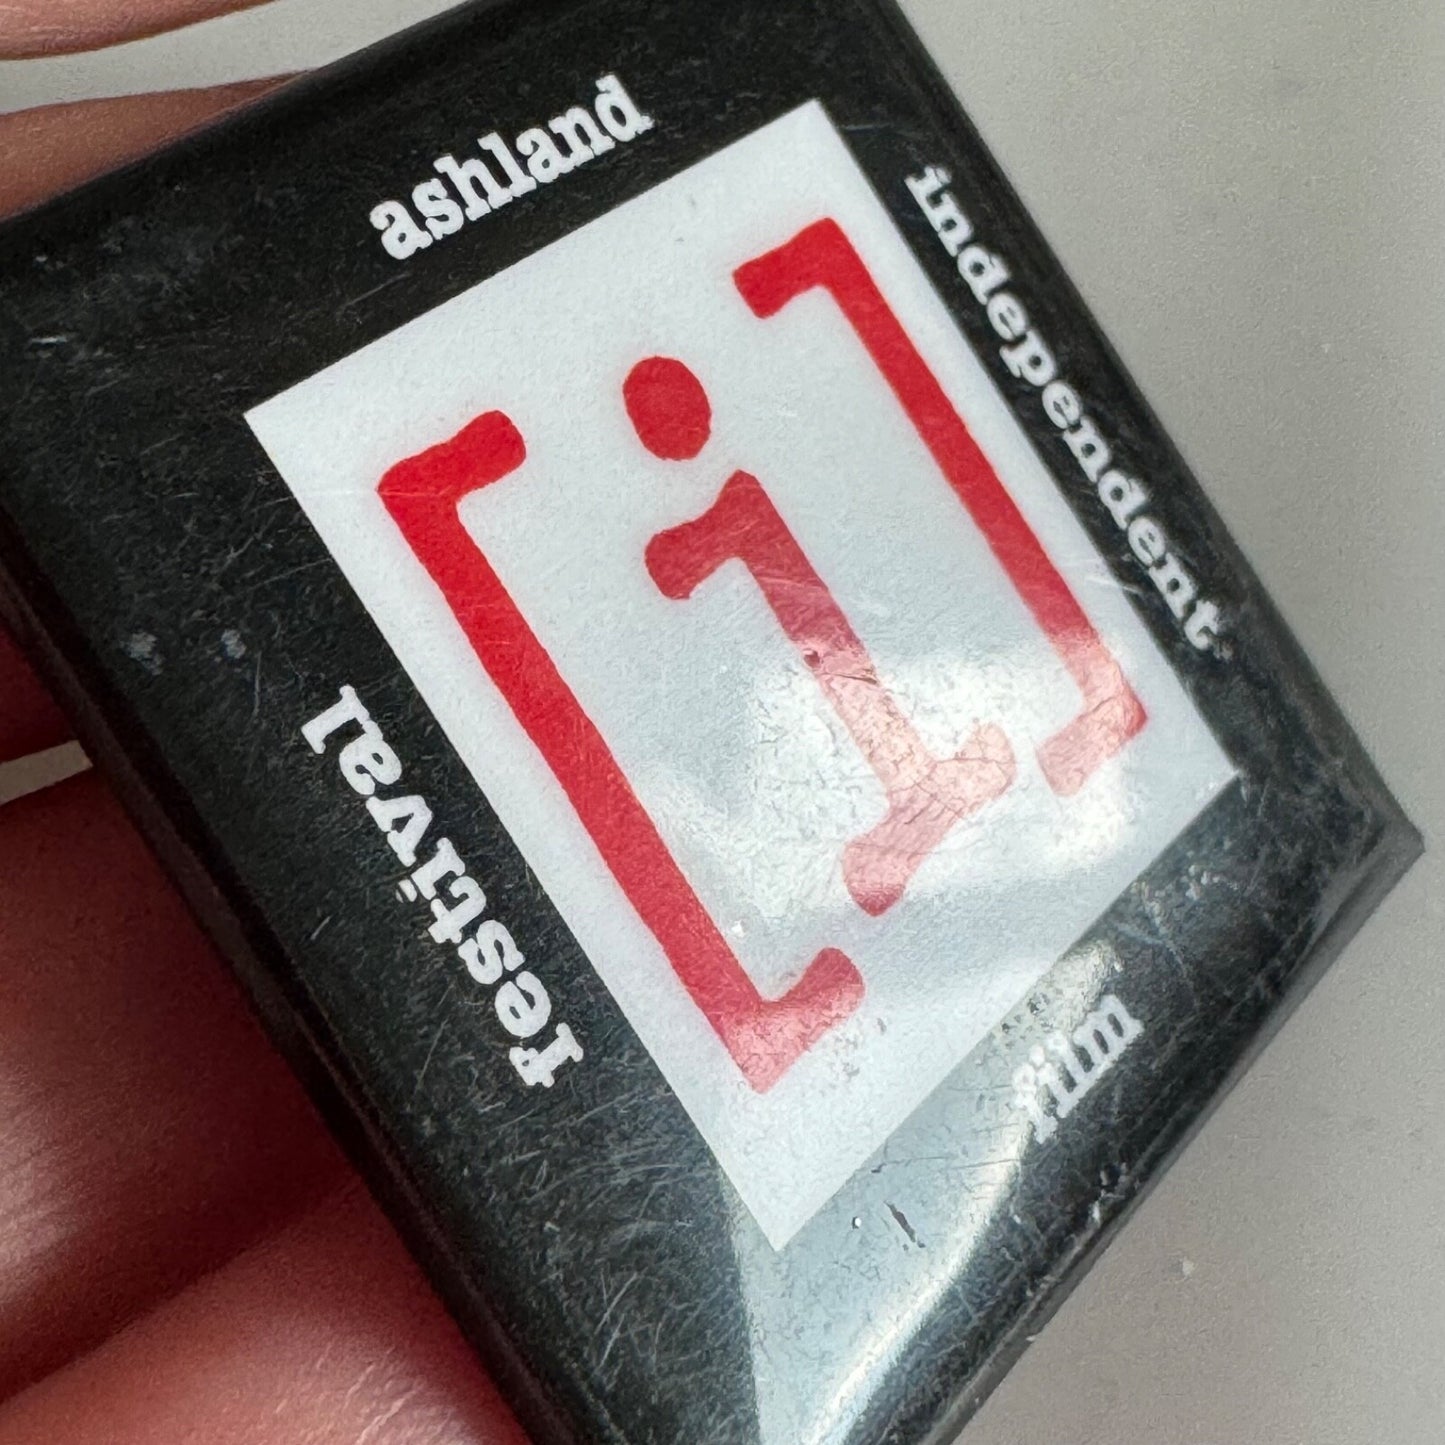 ashland
independent
film
festival
[i]